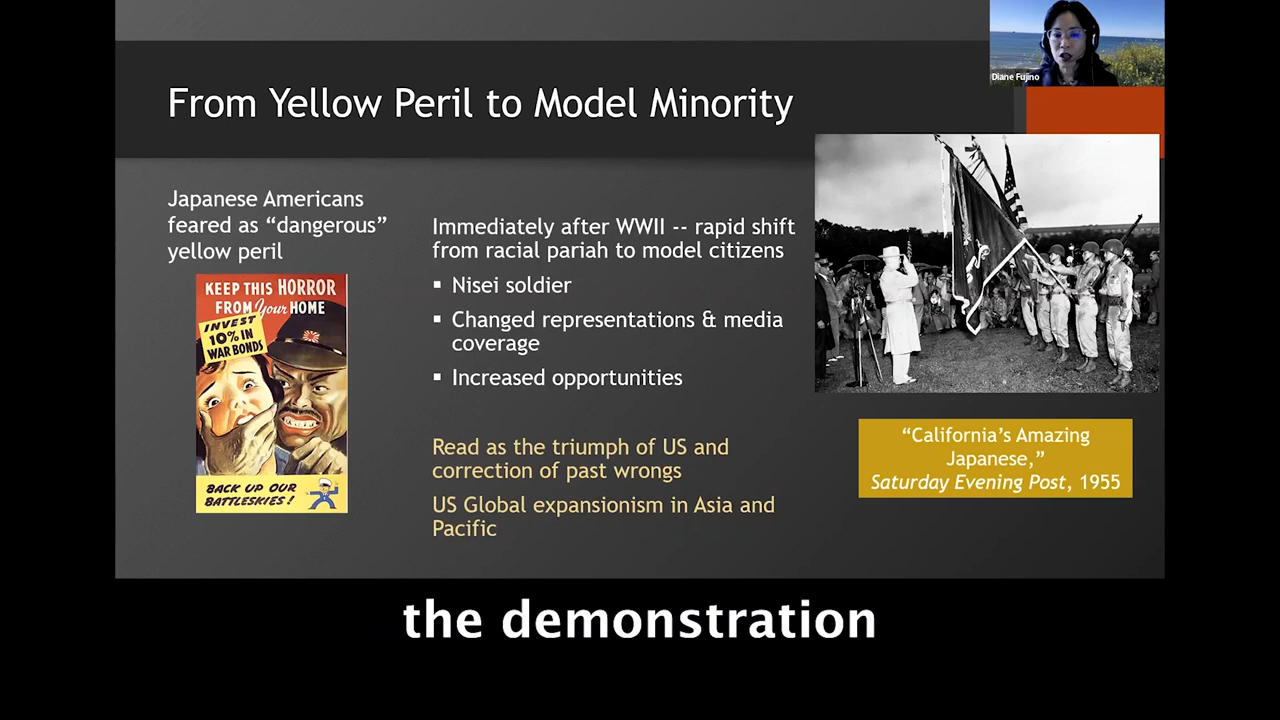 Diane Fujino
From Yellow Peril to Model Minority
Japanese Americans
feared as “dangerous”
yellow peril
KEEP THIS HORROR
FROM Your HOME
INVEST
10% IN
WAR BONDS
BACK UP OUR
BATTLESKIES!
Immediately after WWII -- rapid shift
from racial pariah to model citizens
▪ Nisei soldier
▪ Changed representations & media
coverage
▪ Increased opportunities
Read as the triumph of US and
correction of past wrongs
US Global expansionism in Asia and
Pacific
“California’s Amazing
Japanese,”
Saturday Evening Post, 1955
the demonstration